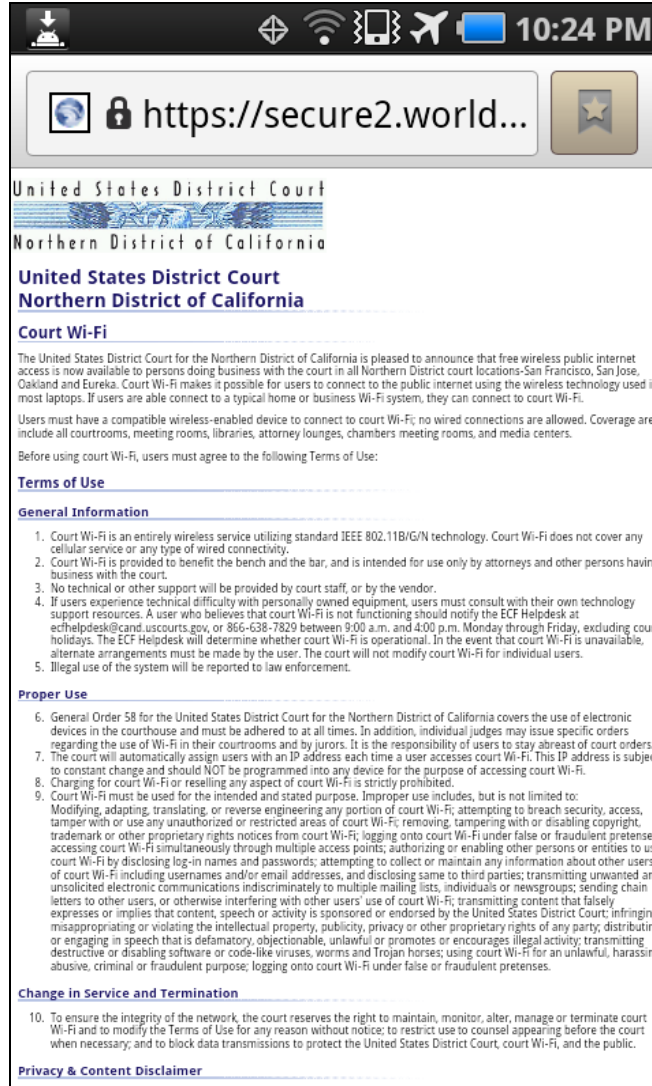 10:24 PM
https://secure2.world...
United States District Court
Northern District of California
United States District Court
Northern District of California
Court Wi-Fi
The United States District Court for the Northern District of California is pleased to announce that free wireless public internet
access is now available to persons doing business with the court in all Northern District court locations-San Francisco, San Jose,
Oakland and Eureka. Court Wi-Fi makes it possible for users to connect to the public internet using the wireless technology used i
most laptops. If users are able connect to a typical home or business Wi-Fi system, they can connect to court Wi-Fi.
Users must have a compatible wireless-enabled device to connect to court Wi-Fi; no wired connections are allowed. Coverage are
include all courtrooms, meeting rooms, libraries, attorney lounges, chambers meeting rooms, and media centers.
Before using court Wi-Fi, users must agree to the following Terms of Use:
Terms of Use
General Information
1. Court Wi-Fi is an entirely wireless service utilizing standard IEEE 802.11B/G/N technology. Court Wi-Fi does not cover any
cellular service or any type of wired connectivity.
2. Court Wi-Fi is provided to benefit the bench and the bar, and is intended for use only by attorneys and other persons havin
business with the court.
3. No technical or other support will be provided by court staff, or by the vendor.
4. If users experience technical difficulty with personally owned equipment, users must consult with their own technology
support resources. A user who believes that court Wi-Fi is not functioning should notify the ECF Helpdesk at
ecfhelpdesk@cand.uscourts.gov, or 866-638-7829 between 9:00 a.m. and 4:00 p.m. Monday through Friday, excluding cou
holidays. The ECF Helpdesk will determine whether court Wi-Fi is operational. In the event that court Wi-Fi is unavailable,
alternate arrangements must be made by the user. The court will not modify court Wi-Fi for individual users.
5. Illegal use of the system will be reported to law enforcement.
Proper Use
6. General Order 58 for the United States District Court for the Northern District of California covers the use of electronic
devices in the courthouse and must be adhered to at all times. In addition, individual judges may issue specific orders
regarding the use of Wi-Fi in their courtrooms and by jurors. It is the responsibility of users to stay abreast of court orders
7. The court will automatically assign users with an IP address each time a user accesses court Wi-Fi. This IP address is subjec
to constant change and should NOT be programmed into any device for the purpose of accessing court Wi-Fi.
8. Charging for court Wi-Fi or reselling any aspect of court Wi-Fi is strictly prohibited.
9. Court Wi-Fi must be used for the intended and stated purpose. Improper use includes, but is not limited to:
Modifying, adapting, translating, or reverse engineering any portion of court Wi-Fi; attempting to breach security, access,
tamper with or use any unauthorized or restricted areas of court Wi-Fi; removing, tampering with or disabling copyright,
trademark or other proprietary rights notices from court Wi-Fi; logging onto court Wi-Fi under false or fraudulent pretense
accessing court Wi-Fi simultaneously through multiple access points; authorizing or enabling other persons or entities to us
court Wi-Fi by disclosing log-in names and passwords; attempting to collect or maintain any information about other users
of court Wi-Fi including usernames and/or email addresses, and disclosing same to third parties; transmitting unwanted an
unsolicited electronic communications indiscriminately to multiple mailing lists, individuals or newsgroups; sending chain
letters to other users, or otherwise interfering with other users' use of court Wi-Fi; transmitting content that falsely
expresses or implies that content, speech or activity is sponsored or endorsed by the United States District Court; infringin
misappropriating or violating the intellectual property, publicity, privacy or other proprietary rights of any party; distributin
or engaging in speech that is defamatory, objectionable, unlawful or promotes or encourages illegal activity; transmitting
destructive or disabling software or code-like viruses, worms and Trojan horses; using court Wi-Fi for an unlawful, harassin
abusive, criminal or fraudulent purpose; logging onto court Wi-Fi under false or fraudulent pretenses.
Change in Service and Termination
10. To ensure the integrity of the network, the court reserves the right to maintain, monitor, alter, manage or terminate court
Wi-Fi and to modify the Terms of Use for any reason without notice; to restrict use to counsel appearing before the court
when necessary; and to block data transmissions to protect the United States District Court, court Wi-Fi, and the public.
Privacy & Content Disclaimer